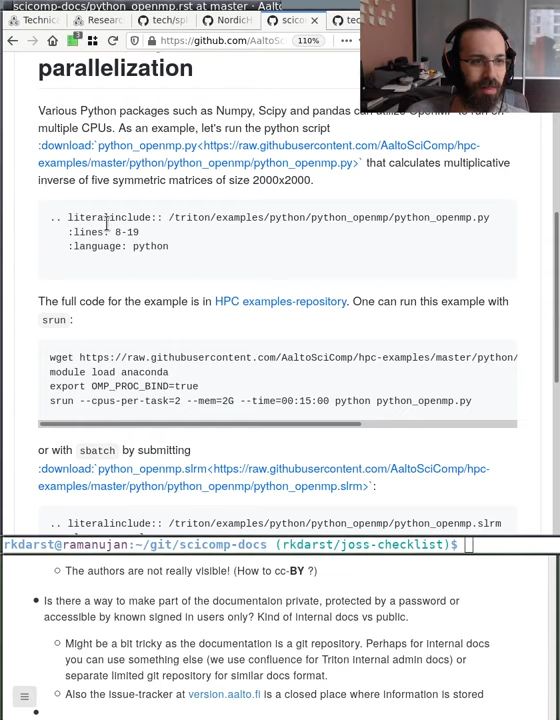 scicomp-docs/python_openmp.rst at master · Aalto
Technica
Researc
tech/spl
NordicH
scico
tec
https://github.com/AaltoSc
110%
parallelization
Various Python packages such as Numpy, Scipy and pandas can utilize OpenMP to run on
multiple CPUs. As an example, let's run the python script
:download:`python_openmp.py<https://raw.githubusercontent.com/AaltoSciComp/hpc-
examples/master/python/python_openmp/python_openmp.py>` that calculates multiplicative
inverse of five symmetric matrices of size 2000x2000.
.. literalinclude:: /triton/examples/python/python_openmp/python_openmp.py
:lines: 8-19
:language: python
The full code for the example is in HPC examples-repository. One can run this example with
srun :
wget https://raw.githubusercontent.com/AaltoSciComp/hpc-examples/master/python/
module load anaconda
export OMP_PROC_BIND=true
srun --cpus-per-task=2 --mem=2G --time=00:15:00 python python_openmp.py
or with sbatch by submitting
:download:`python_openmp.slrm<https://raw.githubusercontent.com/AaltoSciComp/hpc-
examples/master/python/python_openmp/python_openmp.slrm>`:
.. literalinclude:: /triton/examples/python/python_openmp/python_openmp.slrm
rkdarst@ramanujan:~/git/scicomp-docs (rkdarst/joss-checklist)$
The authors are not really visible! (How to cc-BY ?)
Is there a way to make part of the documentaion private, protected by a password or
accessible by known signed in users only? Kind of internal docs vs public.
Might be a bit tricky as the documentation is a git repository. Perhaps for internal docs
you can use something else (we use confluence for Triton internal admin docs) or
separate limited git repository for similar docs format.
Also the issue-tracker at version.aalto.fi is a closed place where information is stored